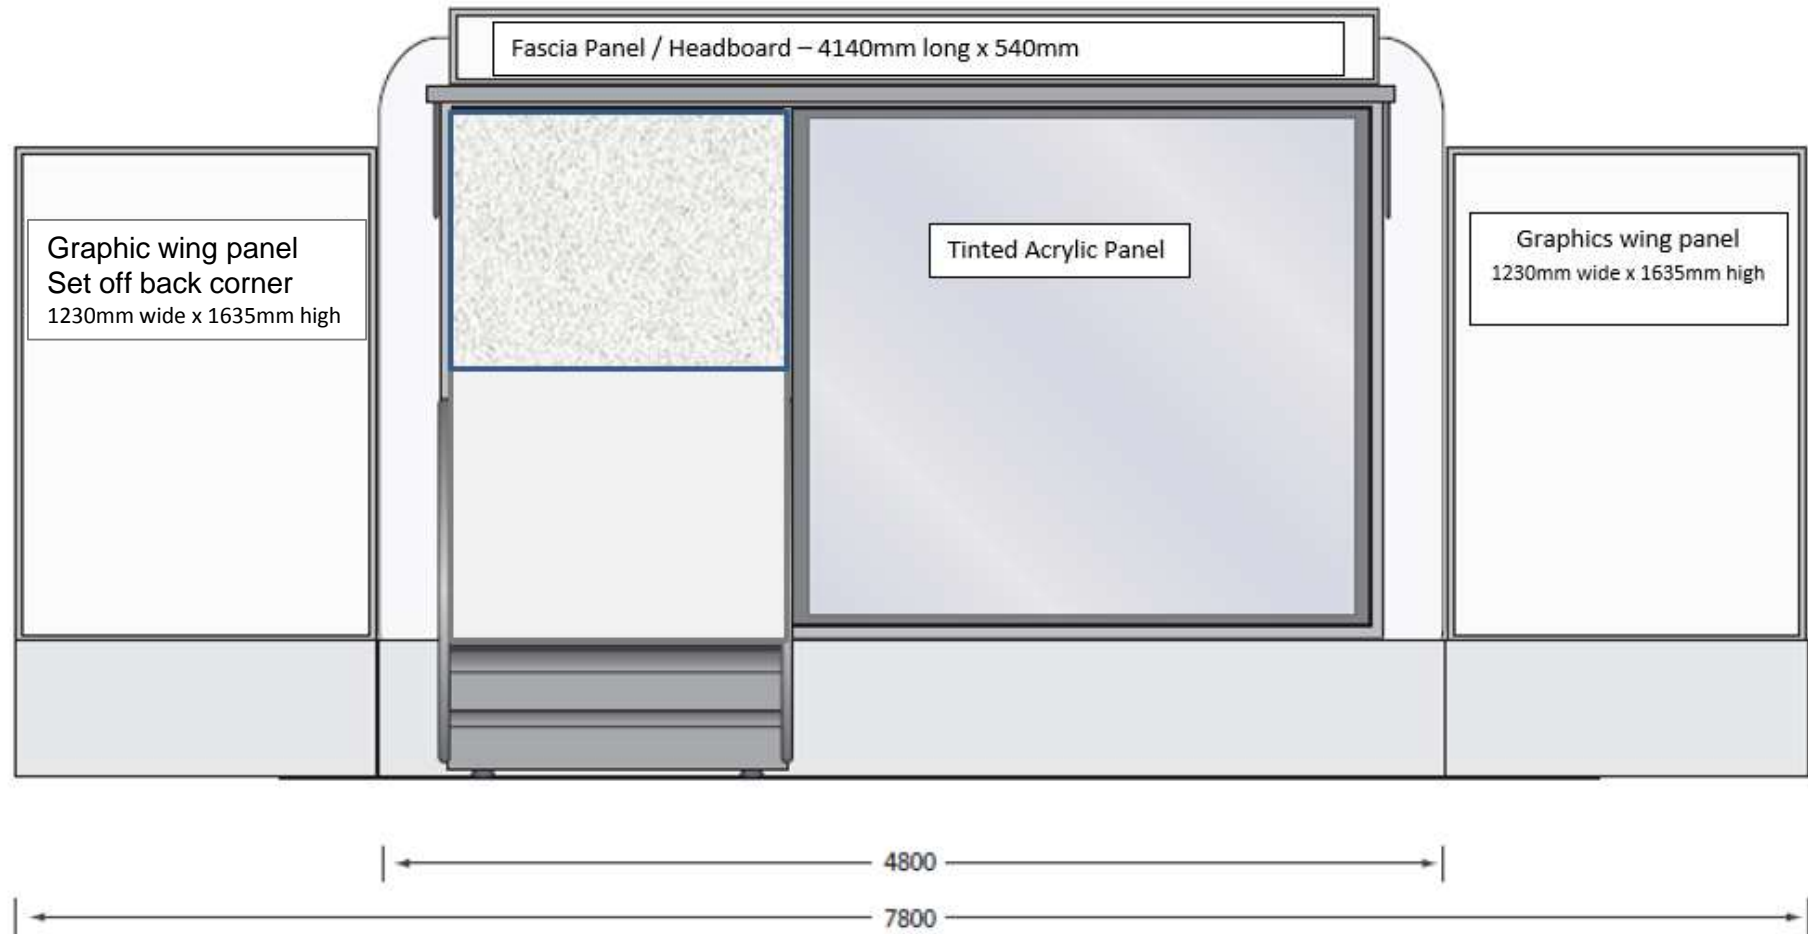 Fascia Panel / Headboard – 4140mm long x 540mm
Graphic wing panel
Set off back corner
1230mm wide x 1635mm high
Tinted Acrylic Panel
Graphics wing panel
1230mm wide x 1635mm high
4800
7800